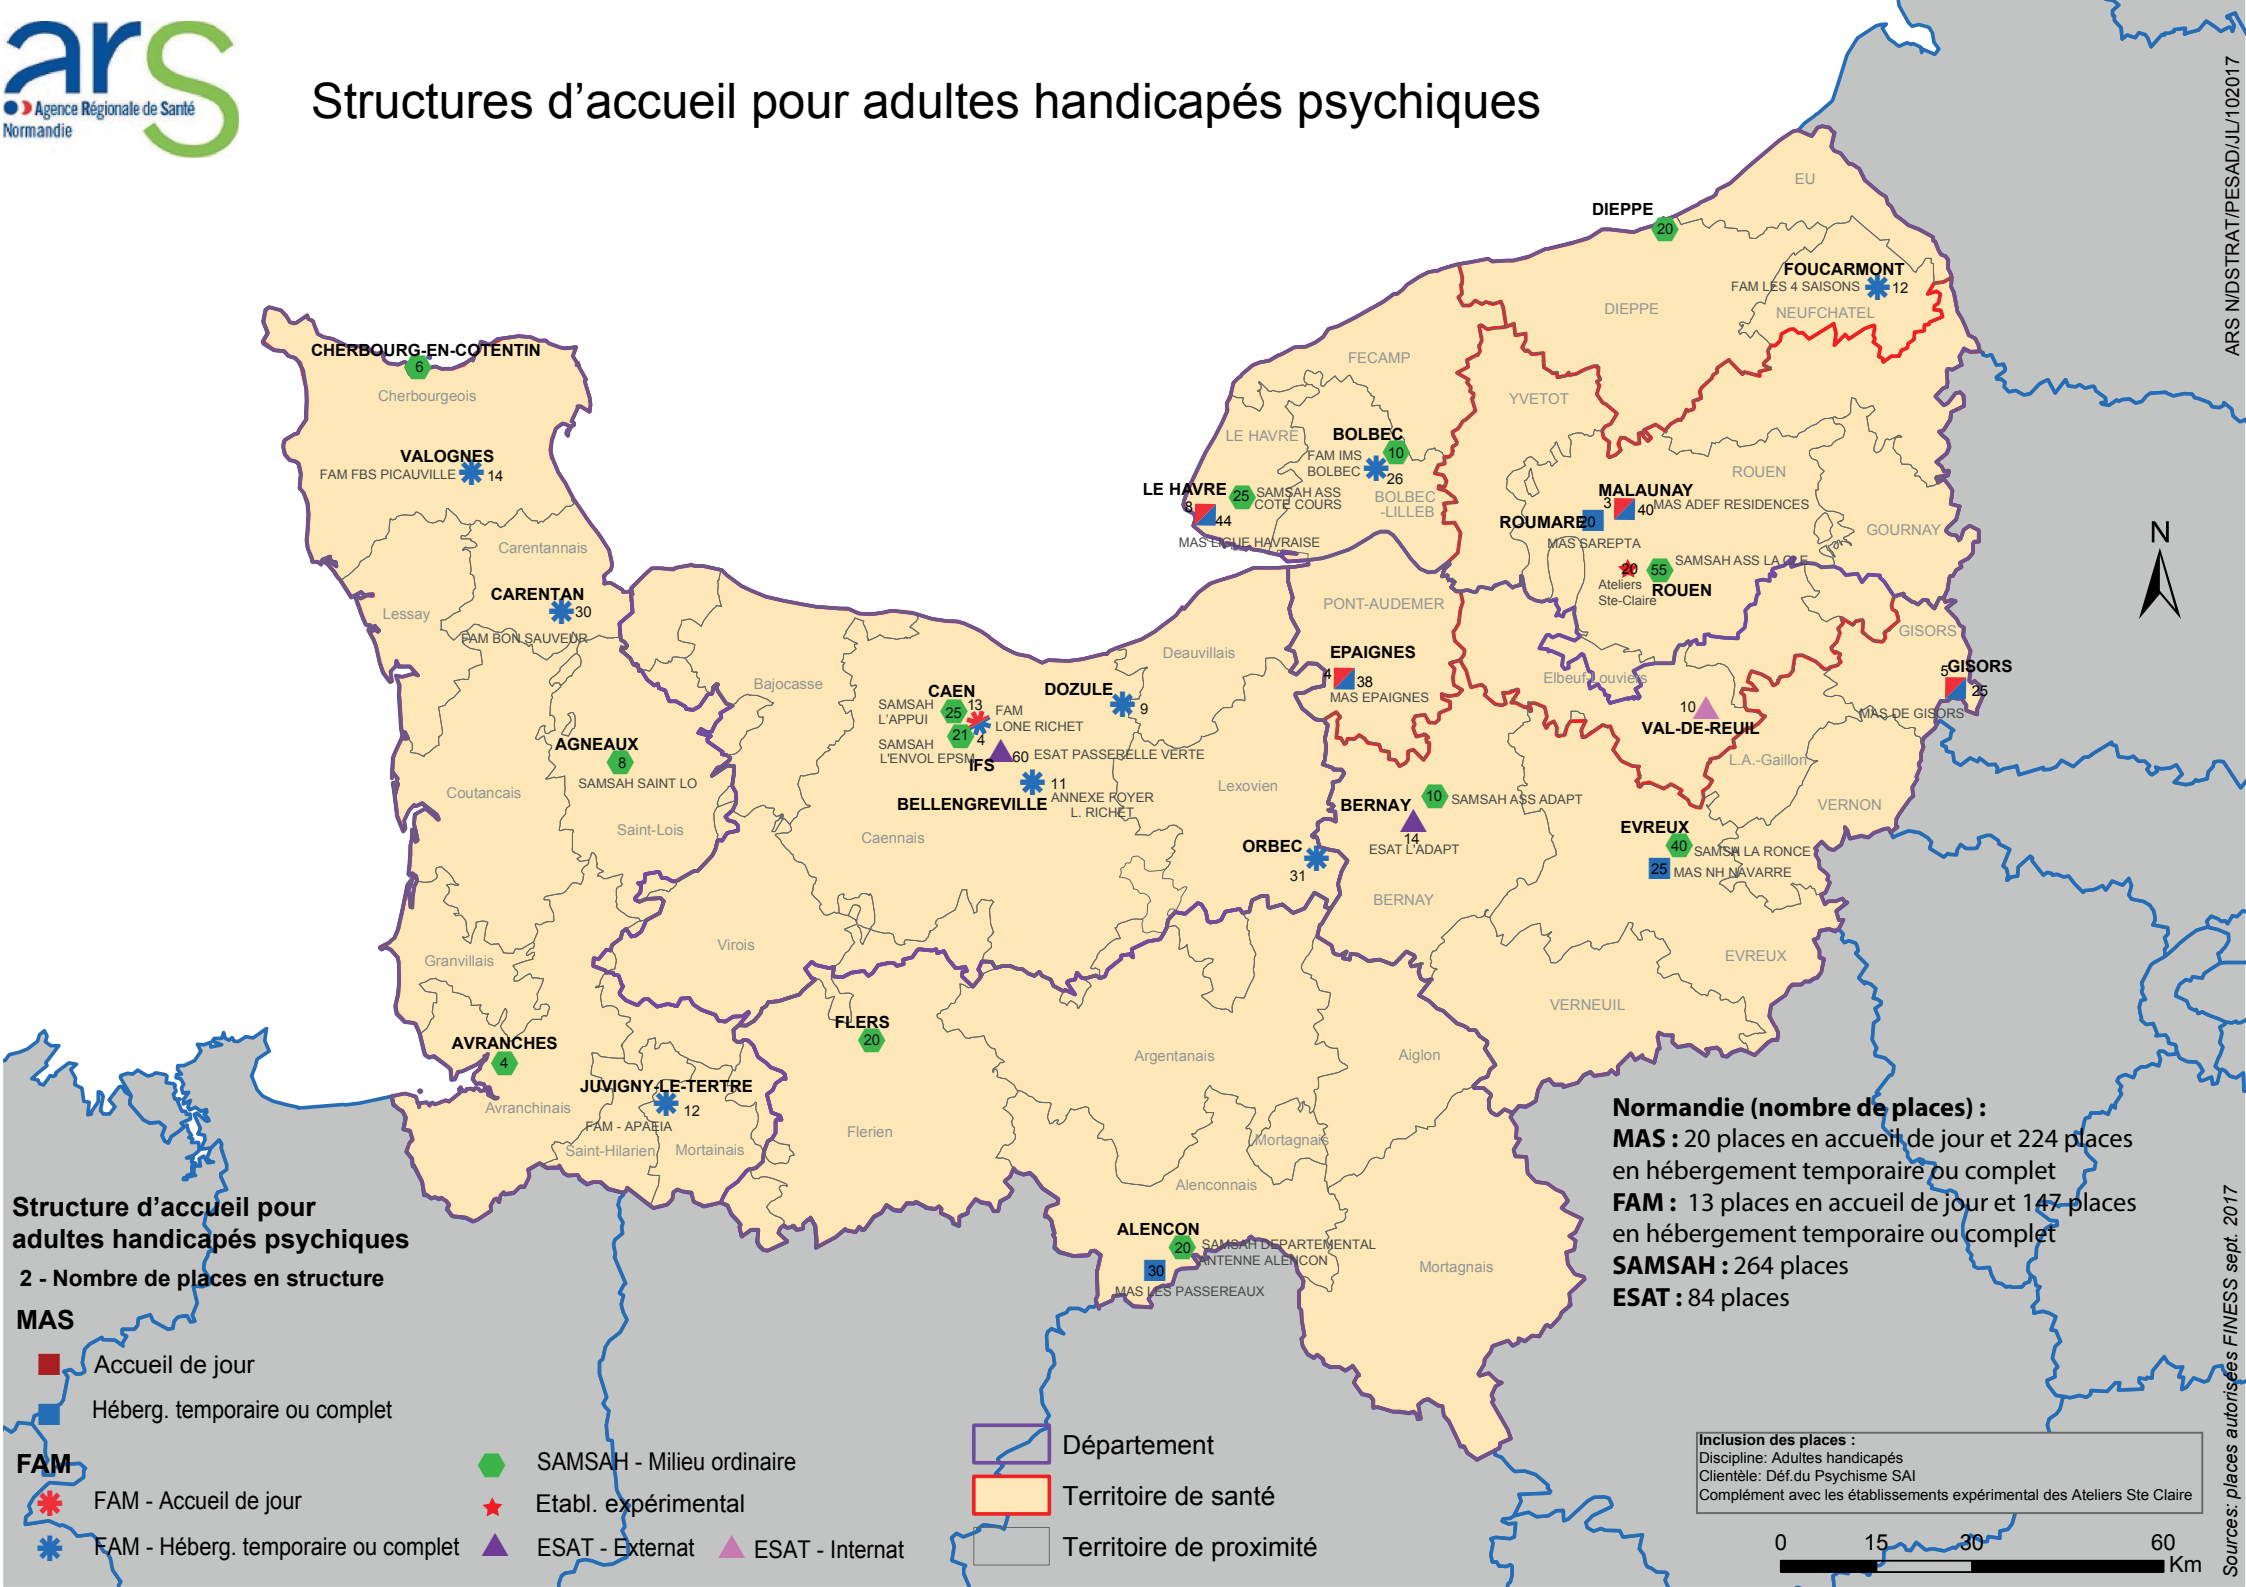 ars
Agence Régionale de Santé
Normandie
Structures d’accueil pour adultes handicapés psychiques
ARS N/DSTRAT/PESAD/JL/102017
EU
DIEPPE
20
FOUCARMONT
FAM LES 4 SAISONS
12
DIEPPE
NEUFCHATEL
CHERBOURG-EN-COTENTIN
6
Cherbourgeois
FECAMP
YVETOT
VALOGNES
FAM FBS PICAUVILLE
14
LE HAVRE
BOLBEC
10
FAM IMS
BOLBEC
26
BOLBEC
-LILLEB
LE HAVRE
25
SAMSAH ASS
COTE COURS
8
44
MAS LIGUE HAVRAISE
ROUEN
MALAUNAY
3
40
MAS ADEF RESIDENCES
ROUMARE
20
MAS SAREPTA
GOURNAY
N
20
Ateliers
Ste-Claire
55
SAMSAH ASS LA CLE
ROUEN
Carentannais
CARENTAN
30
FAM BON SAUVEUR
Lessay
PONT-AUDEMER
GISORS
EPAIGNES
4
38
MAS EPAIGNES
Elbeuf-Louviers
5
GISORS
25
MAS DE GISORS
10
VAL-DE-REUIL
L.A.-Gaillon
VERNON
Deauvillais
Bajocasse
CAEN
SAMSAH
L'APPUI
25
13
FAM
LONE RICHET
4
21
SAMSAH
L'ENVOL EPSM
DOZULE
9
IFS
60
ESAT PASSERELLE VERTE
BELLENGREVILLE
11
ANNEXE FOYER
L. RICHET
Lexovien
Caennais
AGNEAUX
8
SAMSAH SAINT LO
Coutancais
Saint-Lois
BERNAY
10
SAMSAH ASS ADAPT
14
ESAT L'ADAPT
ORBEC
31
BERNAY
EVREUX
40
SAMSA LA RONCE
25
MAS NH NAVARRE
EVREUX
VERNEUIL
Virois
Granvillais
AVRANCHES
4
Avranchinais
FLERS
20
Flerien
JUVIGNY-LE-TERTRE
12
FAM - APAEIA
Saint-Hilarien
Mortainais
Argentanais
Aiglon
Mortagnais
Alenconnais
ALENCON
20
SAMSAH DEPARTEMENTAL
ANTENNE ALENCON
30
MAS LES PASSEREAUX
Mortagnais
Normandie (nombre de places) :
MAS : 20 places en accueil de jour et 224 places
en hébergement temporaire ou complet
FAM : 13 places en accueil de jour et 147 places
en hébergement temporaire ou complet
SAMSAH : 264 places
ESAT : 84 places
Structure d’accueil pour
adultes handicapés psychiques
2 - Nombre de places en structure
MAS
Accueil de jour
Héberg. temporaire ou complet
FAM
FAM - Accueil de jour
FAM - Héberg. temporaire ou complet
SAMSAH - Milieu ordinaire
Etabl. expérimental
ESAT - Externat
ESAT - Internat
Département
Territoire de santé
Territoire de proximité
Inclusion des places :
Discipline: Adultes handicapés
Clientèle: Déf.du Psychisme SAI
Complément avec les établissements expérimental des Ateliers Ste Claire
0 15 30 60
Km
Sources: places autorisées FINESS sept. 2017